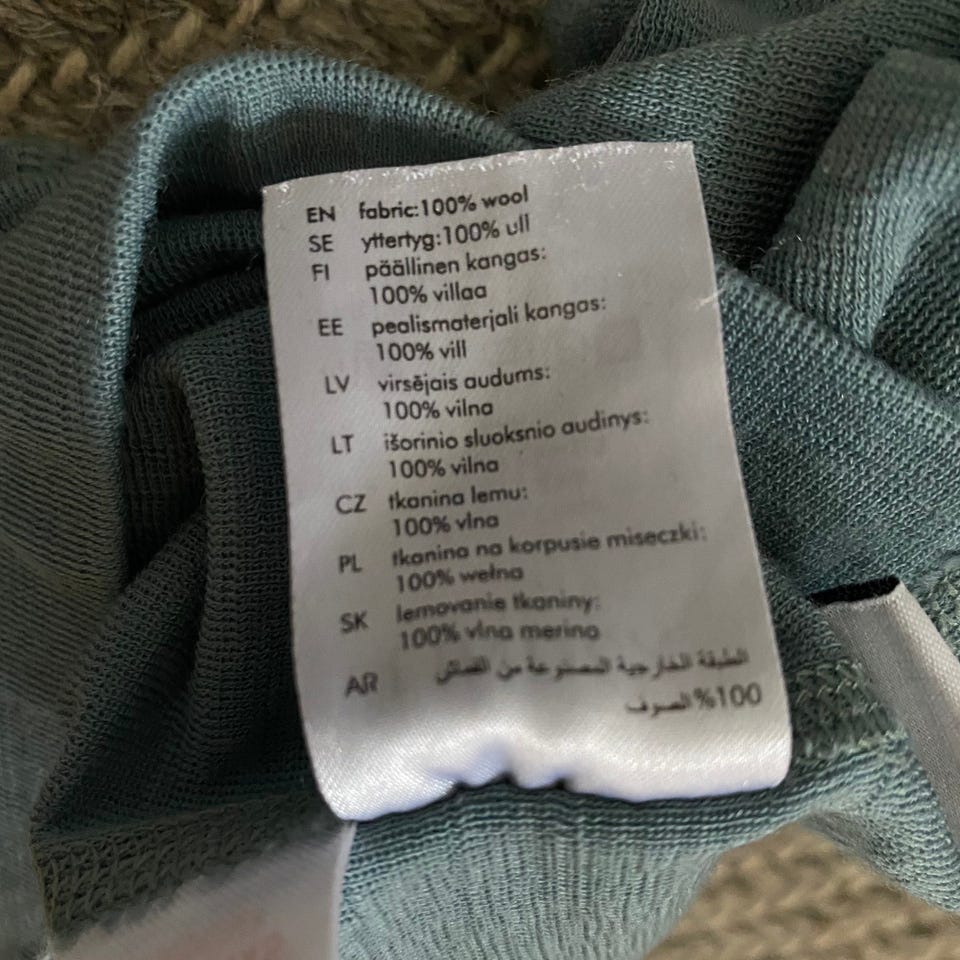 EN fabric:100% wool
SE yttertyg:100% ull
FI päällinen kangas:
100% villaa
EE pealismaterjali kangas:
100% vill
LV virsējais audums:
100% vilna
LT išorinio sluoksnio audinys:
100% vilna
CZ tkanina lemu:
100% vlna
PL tkanina na korpusie miseczki:
100% wełna
SK lemovanie tkaniny:
100% vlna merino
AR الطبقة الخارجية المصنوعة من القماش
100% الصوف